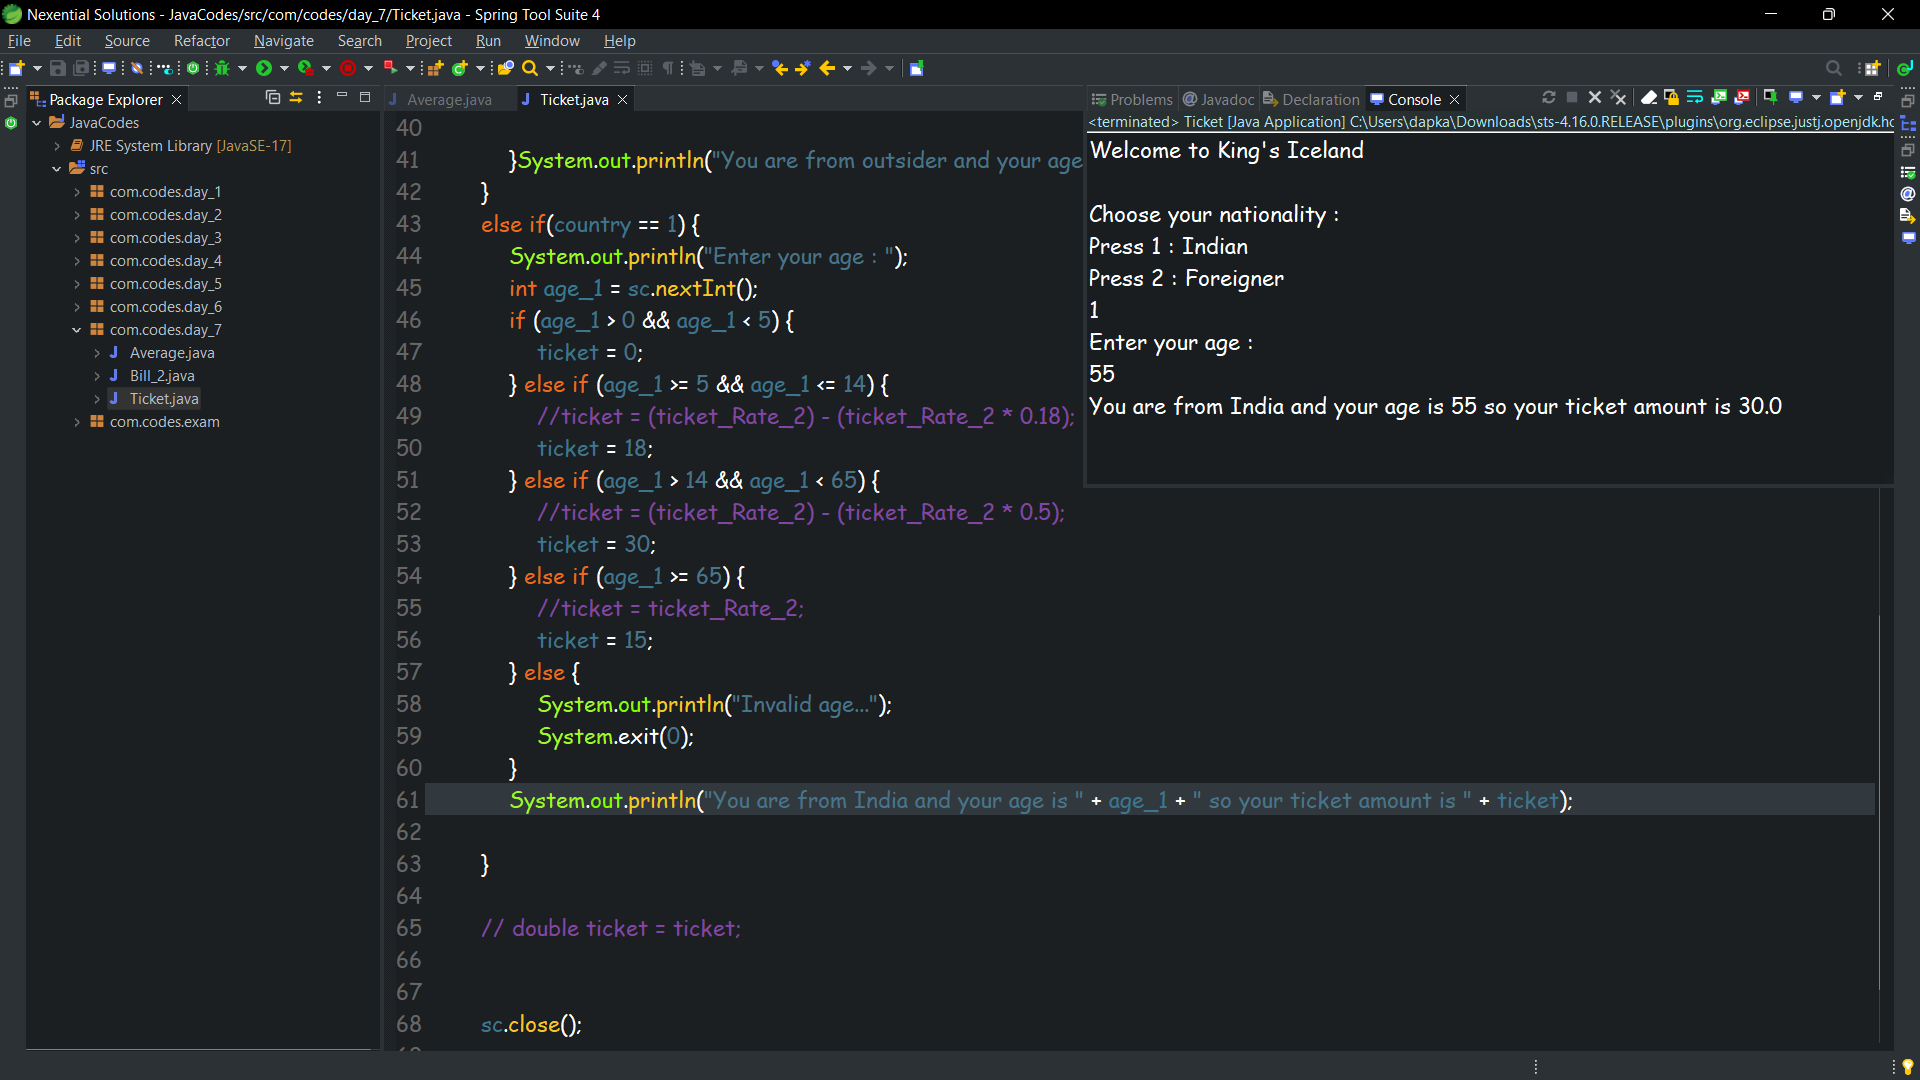 Nexential Solutions - JavaCodes/src/com/codes/day_7/Ticket.java - Spring Tool Suite 4
File Edit Source Refactor Navigate Search Project Run Window Help
Package Explorer
JavaCodes
JRE System Library [JavaSE-17]
src
com.codes.day_1
com.codes.day_2
com.codes.day_3
com.codes.day_4
com.codes.day_5
com.codes.day_6
com.codes.day_7
Average.java
Bill_2.java
Ticket.java
com.codes.exam
Average.java Ticket.java
40
41 }System.out.println("You are from outsider and your age
42 }
43 else if(country == 1) {
44 System.out.println("Enter your age : ");
45 int age_1 = sc.nextInt();
46 if (age_1 > 0 && age_1 < 5) {
47 ticket = 0;
48 } else if (age_1 >= 5 && age_1 <= 14) {
49 //ticket = (ticket_Rate_2) - (ticket_Rate_2 * 0.18);
50 ticket = 18;
51 } else if (age_1 > 14 && age_1 < 65) {
52 //ticket = (ticket_Rate_2) - (ticket_Rate_2 * 0.5);
53 ticket = 30;
54 } else if (age_1 >= 65) {
55 //ticket = ticket_Rate_2;
56 ticket = 15;
57 } else {
58 System.out.println("Invalid age...");
59 System.exit(0);
60 }
61 System.out.println("You are from India and your age is " + age_1 + " so your ticket amount is " + ticket);
62
63 }
64
65 // double ticket = ticket;
66
67
68 sc.close();
Problems Javadoc Declaration Console
<terminated> Ticket [Java Application] C:\Users\dapka\Downloads\sts-4.16.0.RELEASE\plugins\org.eclipse.justj.openjdk.hc
Welcome to King's Iceland
Choose your nationality :
Press 1 : Indian
Press 2 : Foreigner
1
Enter your age :
55
You are from India and your age is 55 so your ticket amount is 30.0